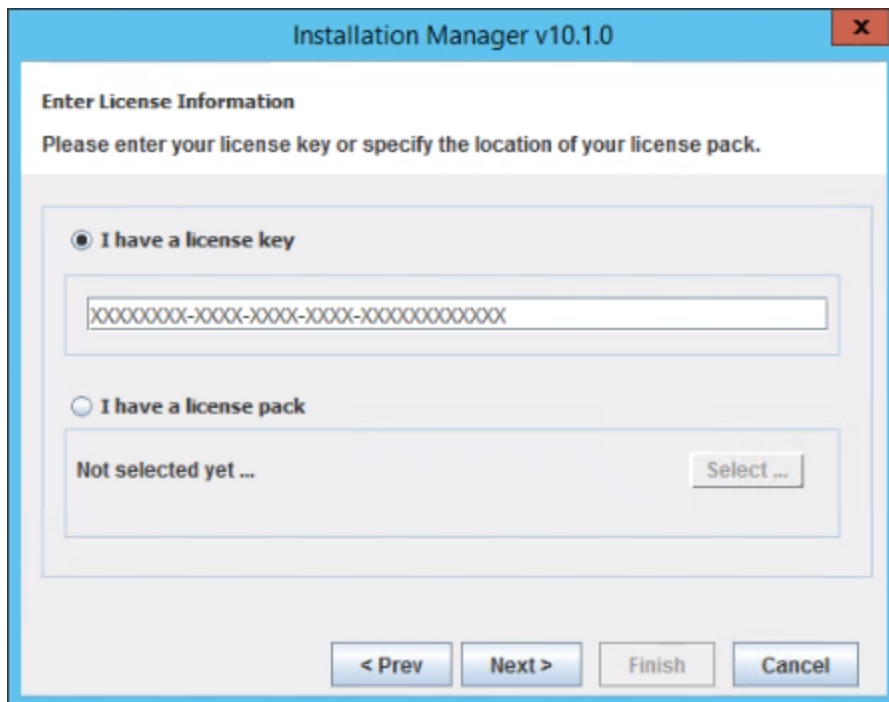 Installation Manager v10.1.0
X
Enter License Information
Please enter your license key or specify the location of your license pack.
I have a license key
XXXXXXXX-XXXX-XXXX-XXXX-XXXXXXXXXXXX
I have a license pack
Not selected yet ...
Select ...
< Prev
Next >
Finish
Cancel